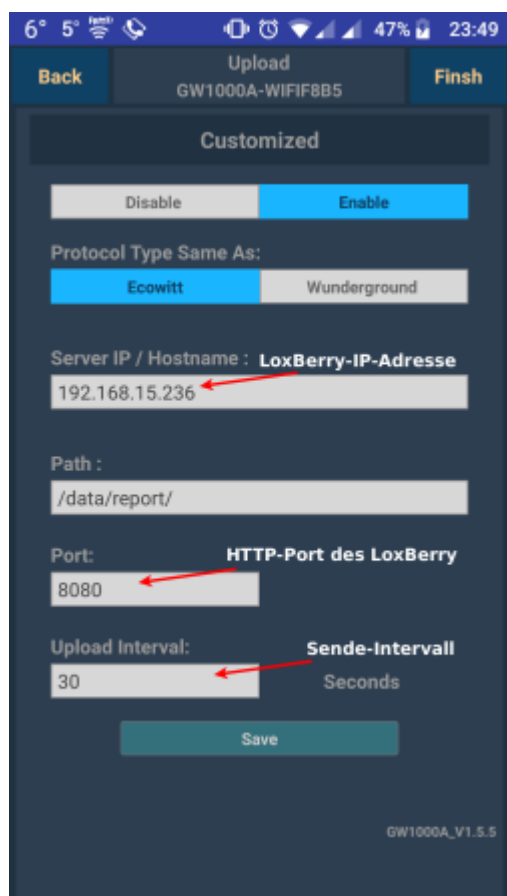 6° 5° 47% 23:49
Back
Upload
GW1000A-WIFIF8B5
Finsh
Customized
Disable Enable
Protocol Type Same As:
Ecowitt Wunderground
Server IP / Hostname : LoxBerry-IP-Adresse
192.168.15.236
Path :
/data/report/
Port: HTTP-Port des LoxBerry
8080
Upload Interval: Sende-Intervall
30 Seconds
Save
GW1000A_V1.5.5